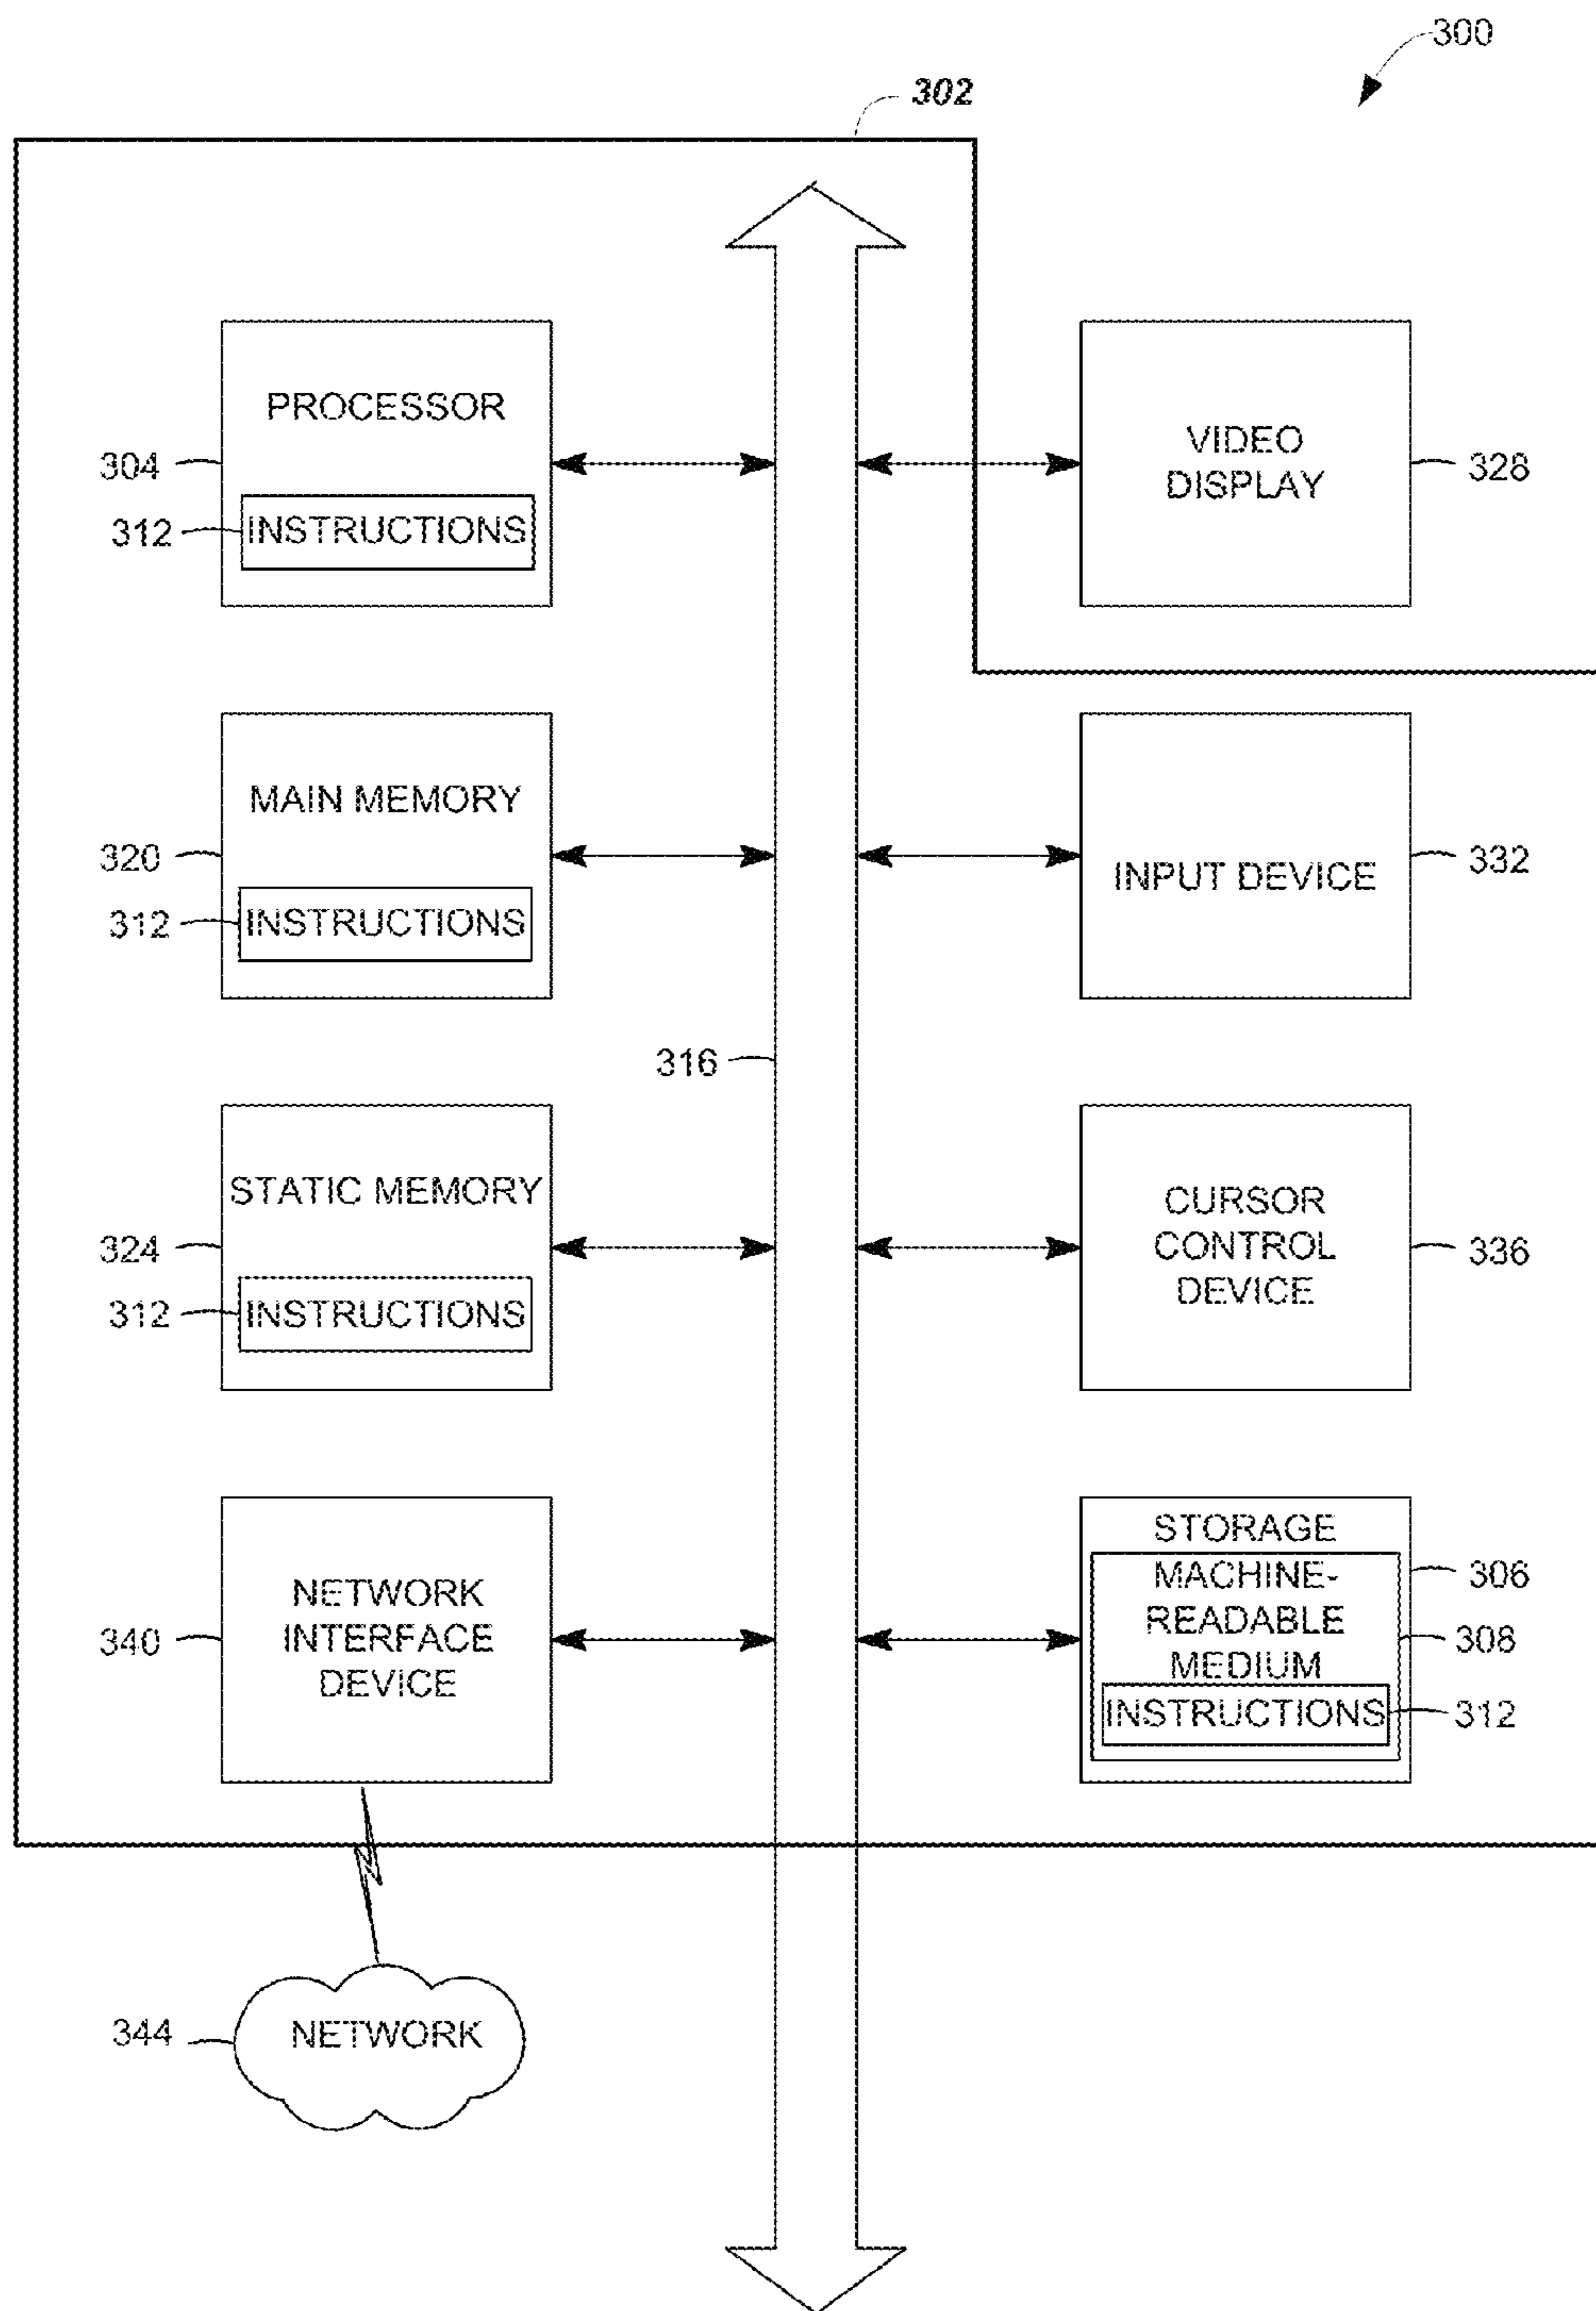 300
302
PROCESSOR
304
312
INSTRUCTIONS
VIDEO
DISPLAY
328
MAIN MEMORY
320
312
INSTRUCTIONS
INPUT DEVICE
332
316
STATIC MEMORY
324
312
INSTRUCTIONS
CURSOR
CONTROL
DEVICE
336
NETWORK
INTERFACE
DEVICE
340
STORAGE
MACHINE-
READABLE
MEDIUM
INSTRUCTIONS
306
308
312
344
NETWORK